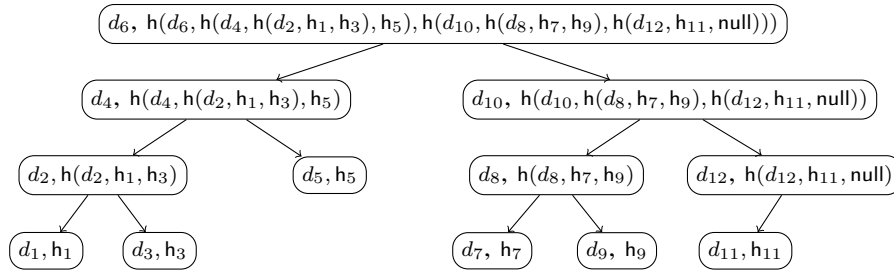 d₆, h(d₆,h(d₄,h(d₂,h₁,h₃),h₅),h(d₁₀,h(d₈,h₇,h₉),h(d₁₂,h₁₁,null)))
d₄, h(d₄,h(d₂,h₁,h₃),h₅) d₁₀, h(d₁₀,h(d₈,h₇,h₉),h(d₁₂,h₁₁,null))
d₂,h(d₂,h₁,h₃) d₅,h₅ d₈, h(d₈,h₇,h₉) d₁₂, h(d₁₂,h₁₁,null)
d₁,h₁ d₃,h₃ d₇, h₇ d₉, h₉ d₁₁,h₁₁